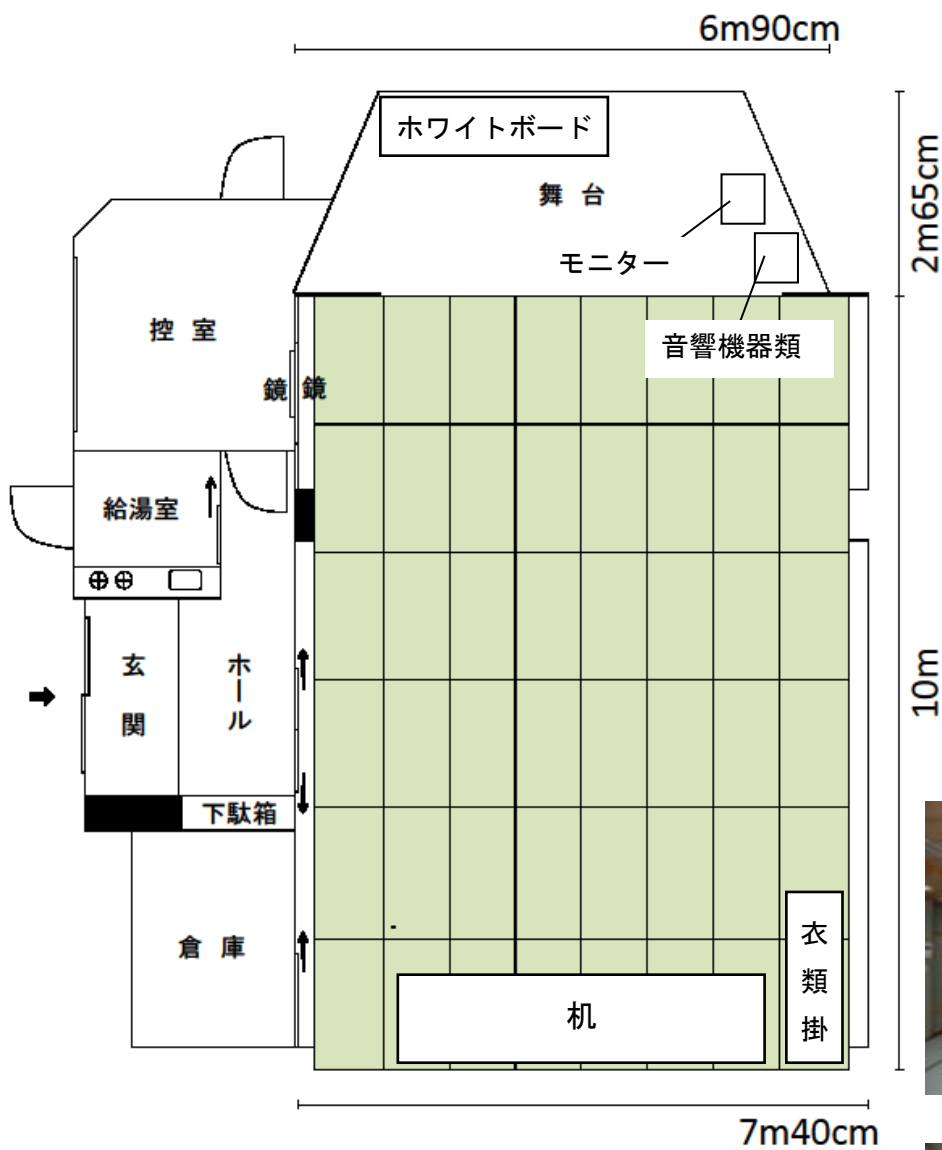 6m90cm
ホワイトボード
舞 台
2m65cm
モニター
音響機器類
控 室
鏡 鏡
給湯室
玄関
ホール
10m
下駄箱
倉 庫
衣類掛
机
7m40cm